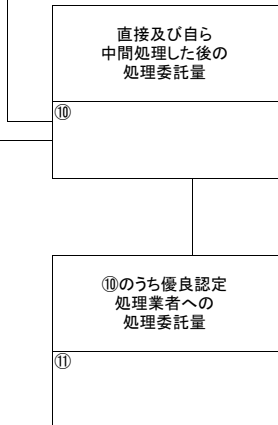 直接及び自ら
中間処理した後の
処理委託量
⑩
⑩のうち優良認定
処理業者への
処理委託量
⑪